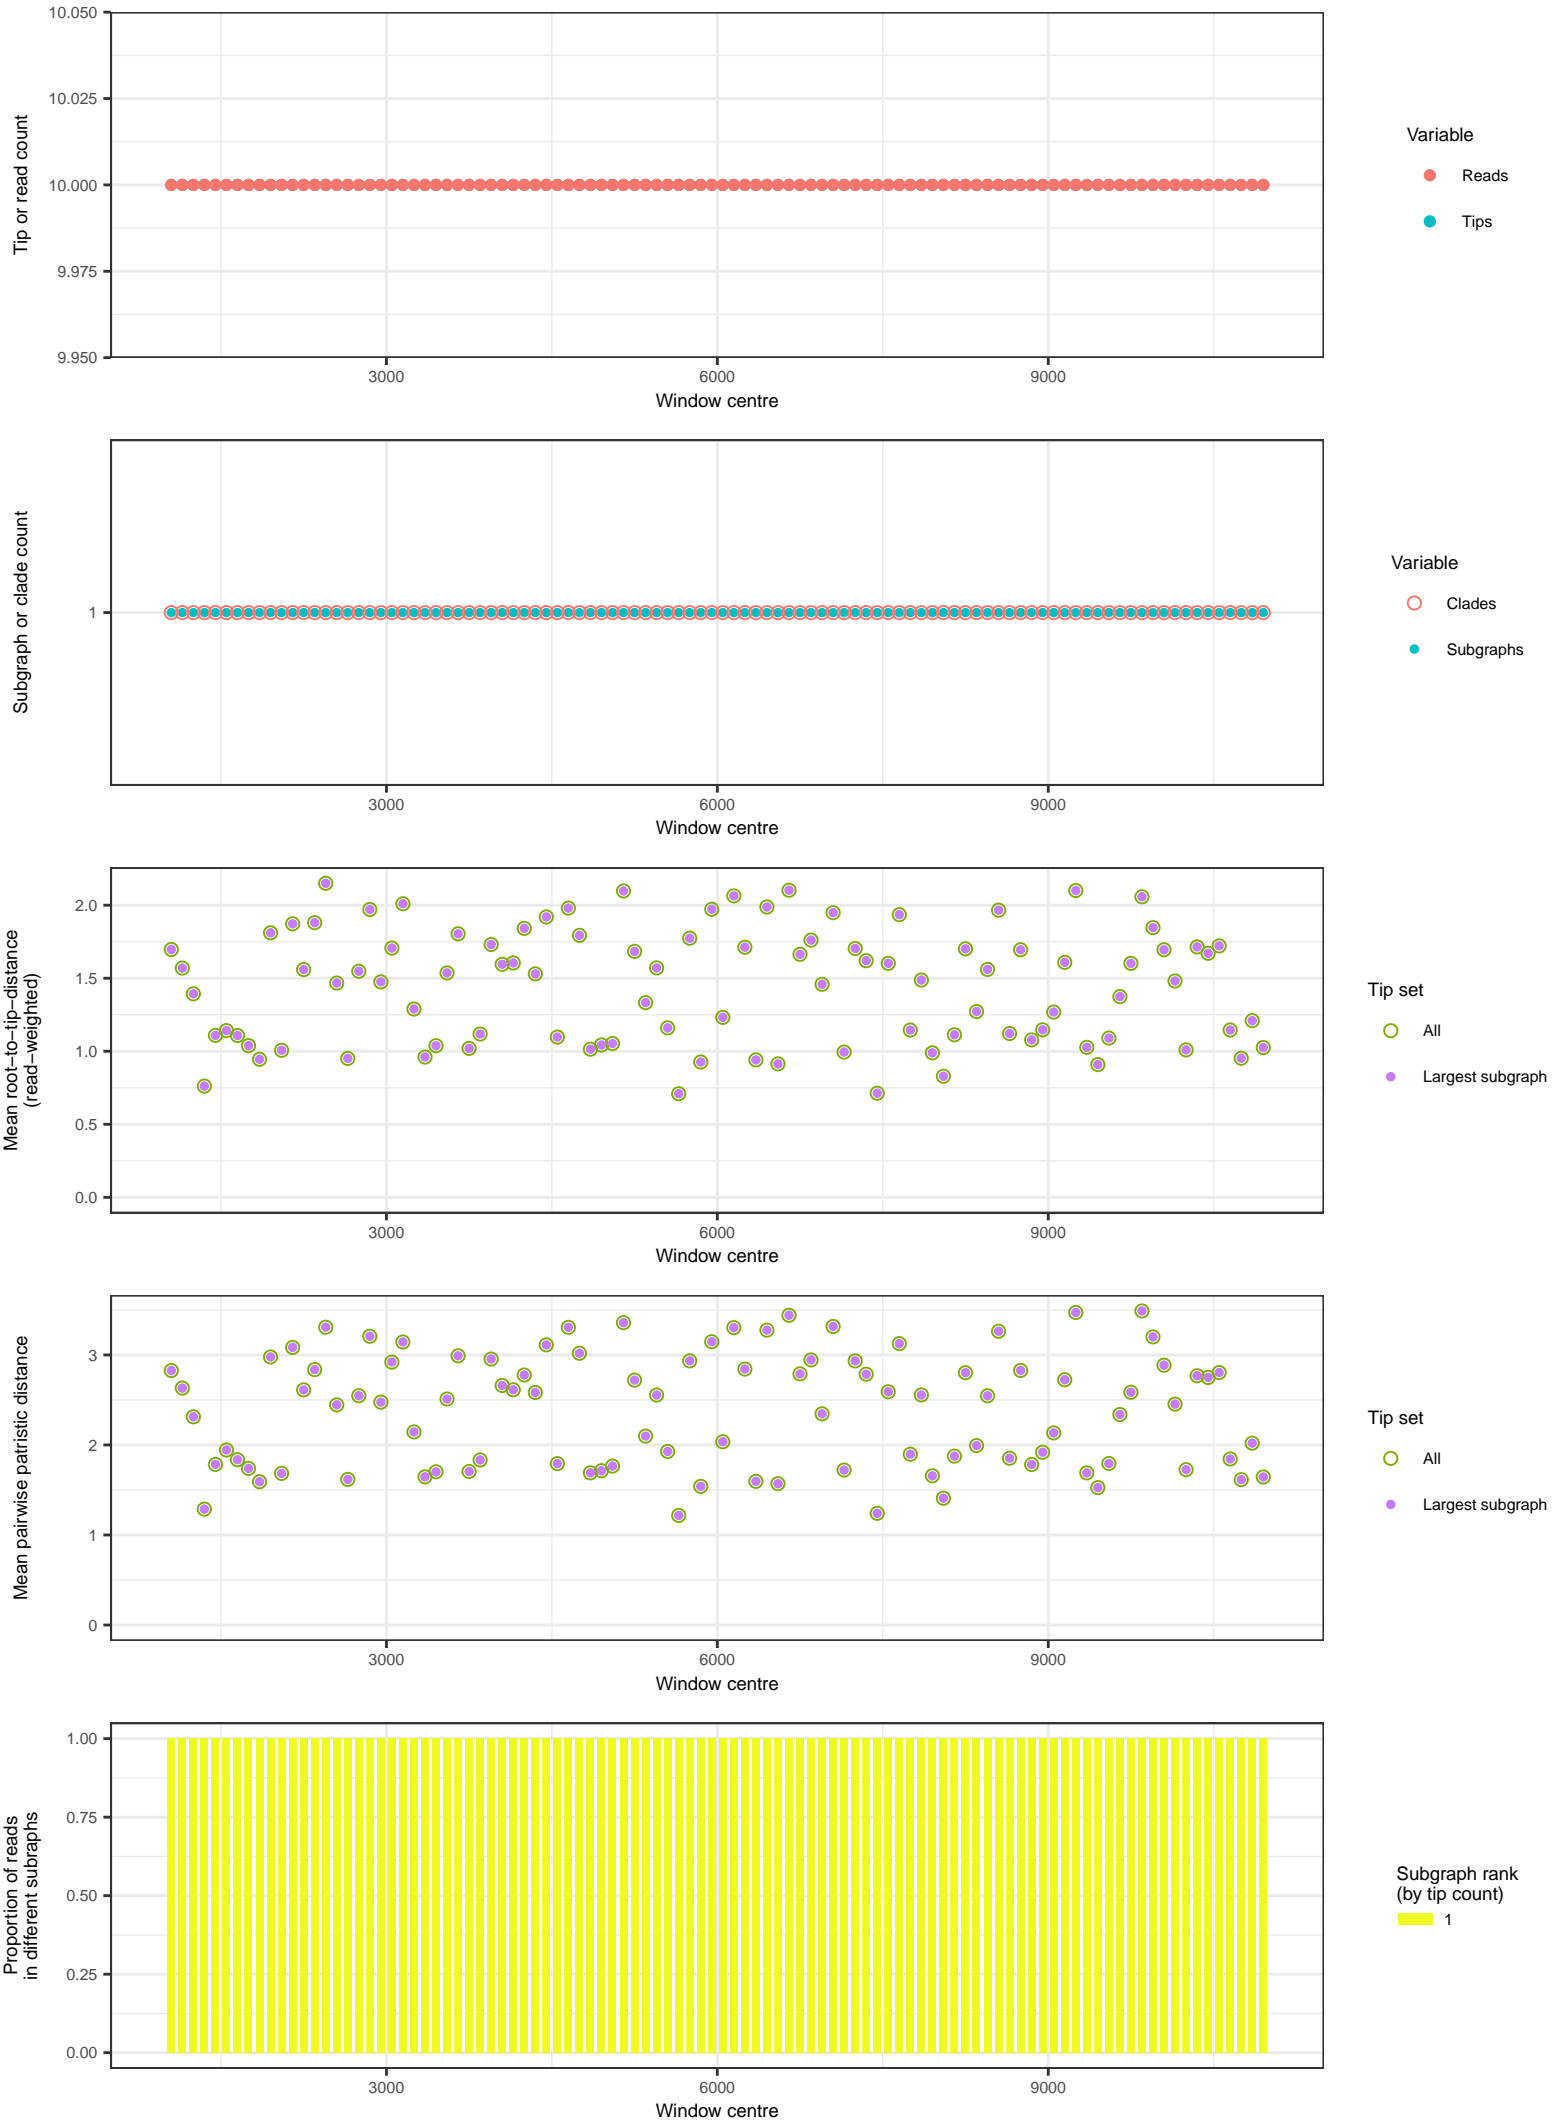 10.050
10.025
10.000
9.975
9.950
Tip or read count
3000
6000
9000
Window centre
Variable
Reads
Tips
1
Subgraph or clade count
3000
6000
9000
Window centre
Variable
Clades
Subgraphs
2.0
1.5
1.0
0.5
0.0
Mean root−to−tip−distance
(read−weighted)
3000
6000
9000
Window centre
Tip set
All
Largest subgraph
3
2
1
0
Mean pairwise patristic distance
3000
6000
9000
Window centre
Tip set
All
Largest subgraph
1.00
0.75
0.50
0.25
0.00
Proportion of reads
in different subraphs
3000
6000
9000
Window centre
Subgraph rank
(by tip count)
1